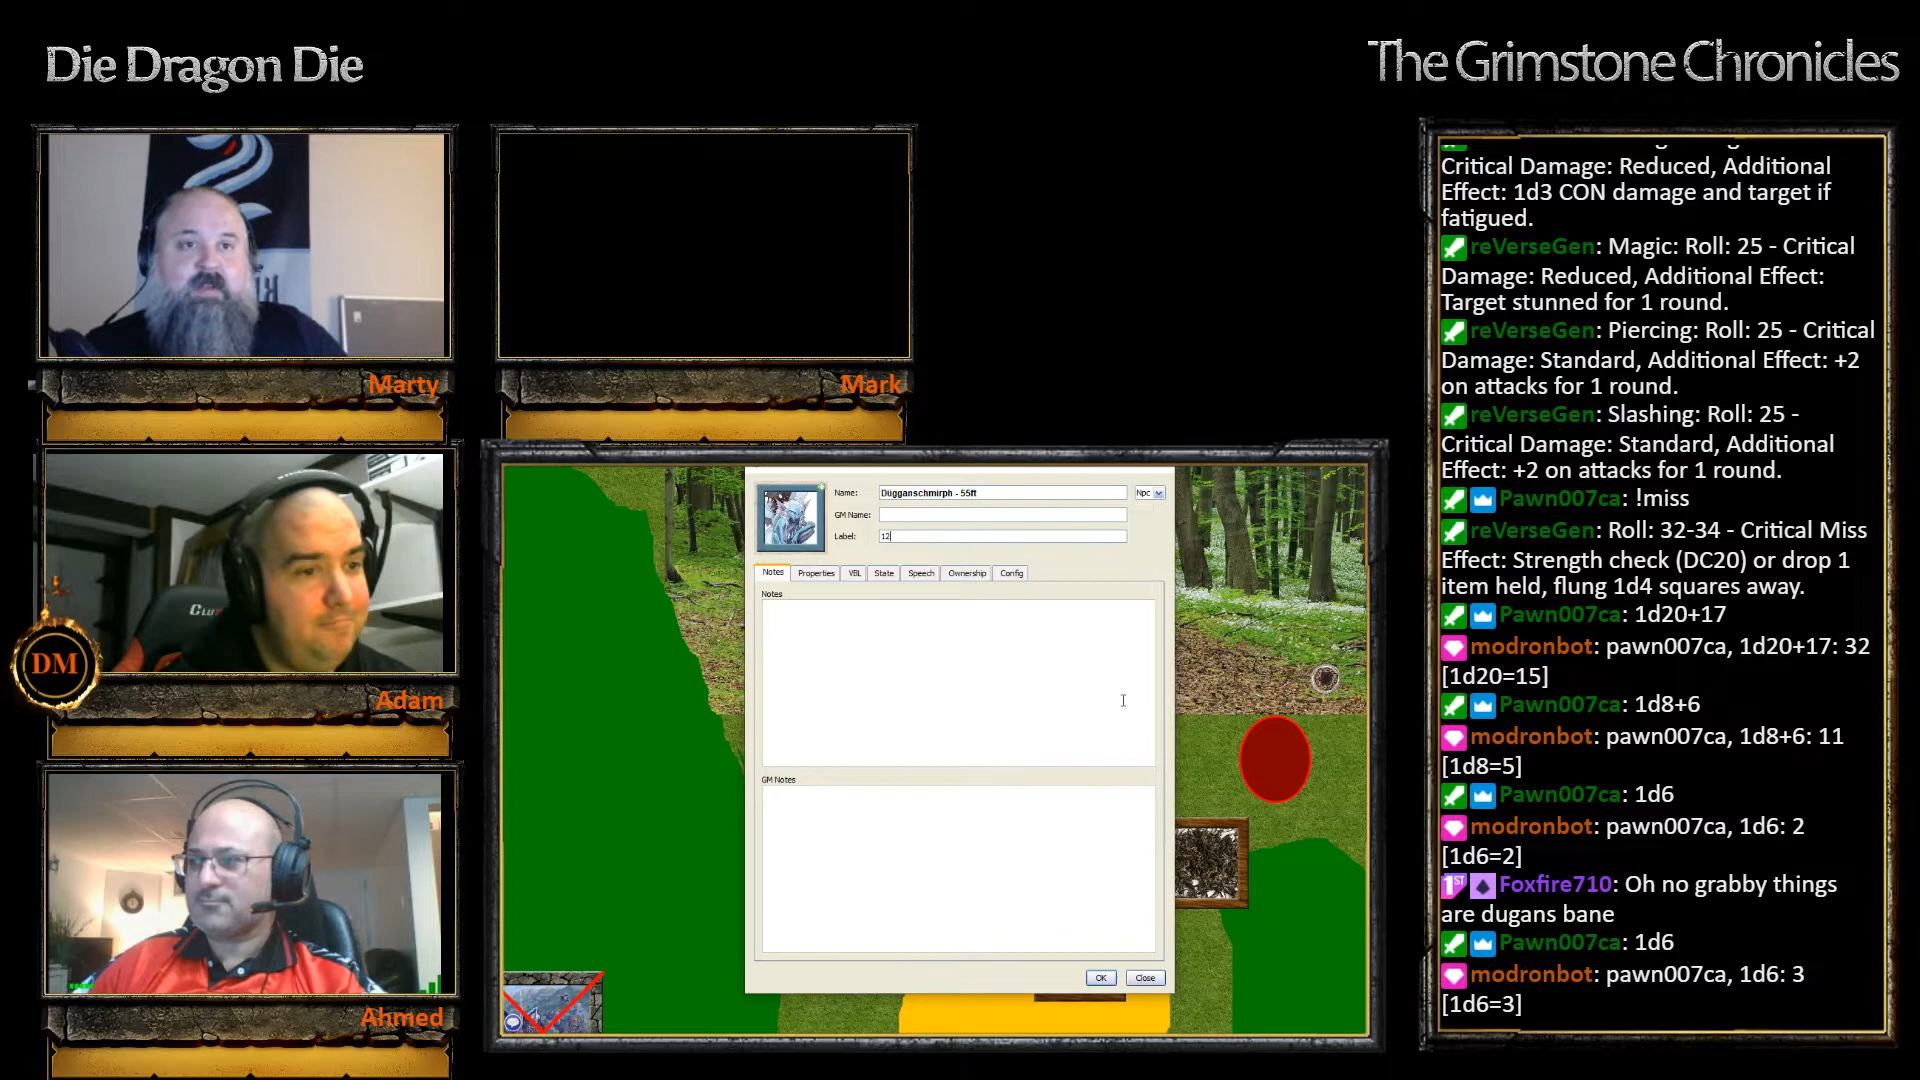 Die Dragon Die
The Grimstone Chronicles
Marty
Mark
DM
Adam
Ahmed
Name:
Dügganschmirph - 55ft
Npc
GM Name:
Label:
12
Notes
Properties
VBL
State
Speech
Ownership
Config
Notes
GM Notes
OK
Close
Critical Damage: Reduced, Additional
Effect: 1d3 CON damage and target if
fatigued.
reVerseGen: Magic: Roll: 25 - Critical
Damage: Reduced, Additional Effect:
Target stunned for 1 round.
reVerseGen: Piercing: Roll: 25 - Critical
Damage: Standard, Additional Effect: +2
on attacks for 1 round.
reVerseGen: Slashing: Roll: 25 -
Critical Damage: Standard, Additional
Effect: +2 on attacks for 1 round.
Pawn007ca: !miss
reVerseGen: Roll: 32-34 - Critical Miss
Effect: Strength check (DC20) or drop 1
item held, flung 1d4 squares away.
Pawn007ca: 1d20+17
modronbot: pawn007ca, 1d20+17: 32
[1d20=15]
Pawn007ca: 1d8+6
modronbot: pawn007ca, 1d8+6: 11
[1d8=5]
Pawn007ca: 1d6
modronbot: pawn007ca, 1d6: 2
[1d6=2]
1ST Foxfire710: Oh no grabby things
are dugans bane
Pawn007ca: 1d6
modronbot: pawn007ca, 1d6: 3
[1d6=3]